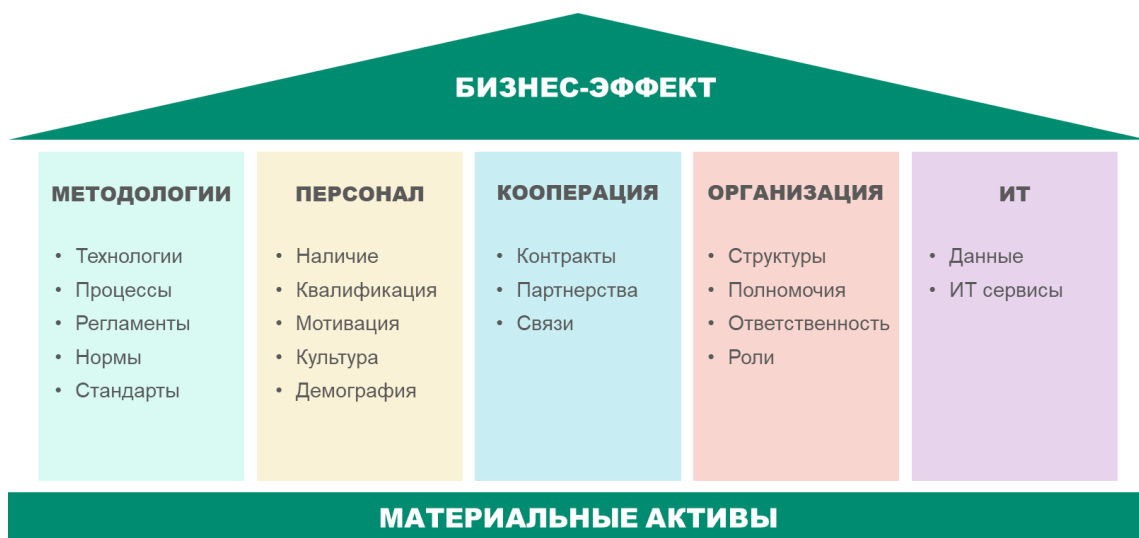 БИЗНЕС-ЭФФЕКТ
МЕТОДОЛОГИИ
• Технологии
• Процессы
• Регламенты
• Нормы
• Стандарты
ПЕРСОНАЛ
• Наличие
• Квалификация
• Мотивация
• Культура
• Демография
КООПЕРАЦИЯ
• Контракты
• Партнерства
• Связи
ОРГАНИЗАЦИЯ
• Структуры
• Полномочия
• Ответственность
• Роли
ИТ
• Данные
• ИТ сервисы
МАТЕРИАЛЬНЫЕ АКТИВЫ